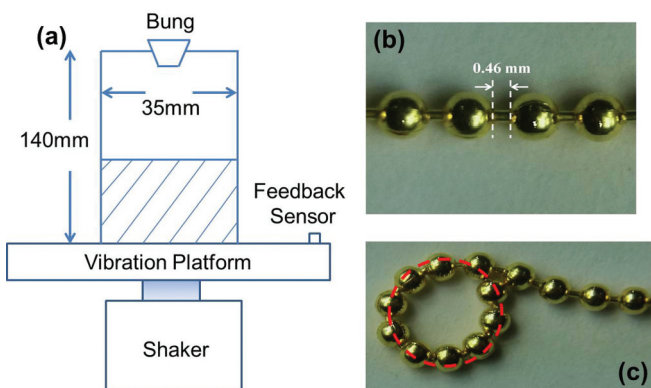 (a)
Bung
35mm
140mm
Feedback
Sensor
Vibration Platform
Shaker
(b)
0.46 mm
(c)